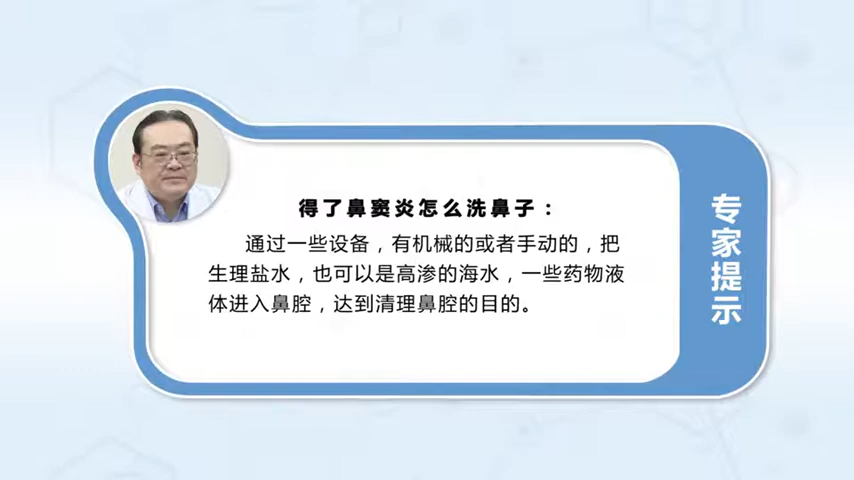 得了鼻窦炎怎么洗鼻子：
通过一些设备，有机械的或者手动的，把
生理盐水，也可以是高渗的海水，一些药物液
体进入鼻腔，达到清理鼻腔的目的。
专家提示